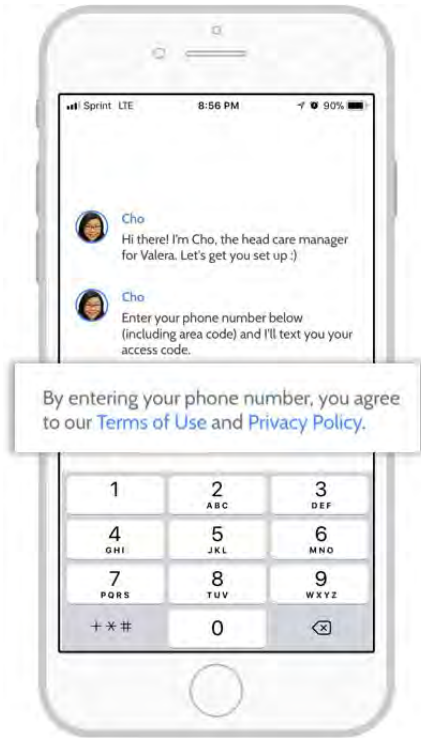 Sprint LTE 8:56 PM 90%
Cho
Hi there! I'm Cho, the head care manager
for Valera. Let's get you set up :)
Cho
Enter your phone number below
(including area code) and I'll text you your
access code.
By entering your phone number, you agree
to our Terms of Use and Privacy Policy.
1 2 3
ABC DEF
4 5 6
GHI JKL MNO
7 8 9
PQRS TUV WXYZ
+*# 0